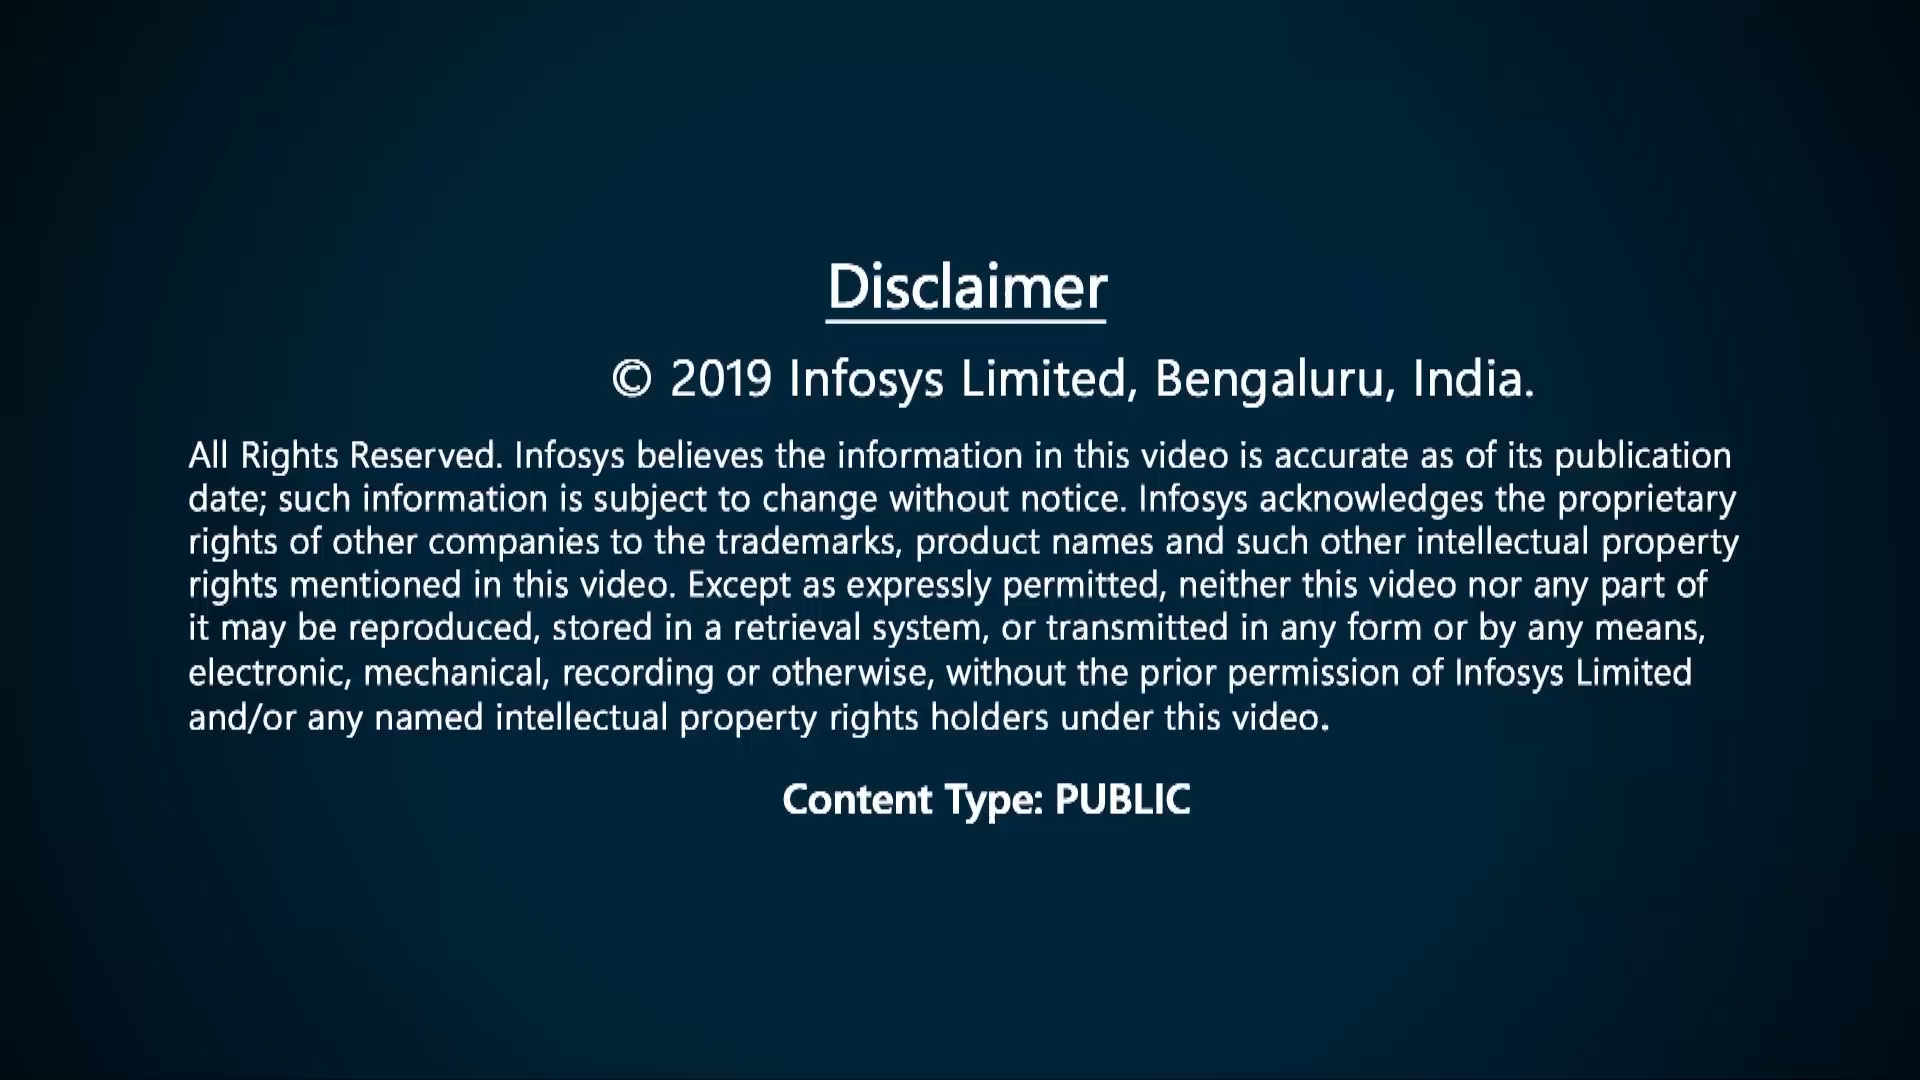 Disclaimer
© 2019 Infosys Limited, Bengaluru, India.
All Rights Reserved. Infosys believes the information in this video is accurate as of its publication
date; such information is subject to change without notice. Infosys acknowledges the proprietary
rights of other companies to the trademarks, product names and such other intellectual property
rights mentioned in this video. Except as expressly permitted, neither this video nor any part of
it may be reproduced, stored in a retrieval system, or transmitted in any form or by any means,
electronic, mechanical, recording or otherwise, without the prior permission of Infosys Limited
and/or any named intellectual property rights holders under this video.
Content Type: PUBLIC